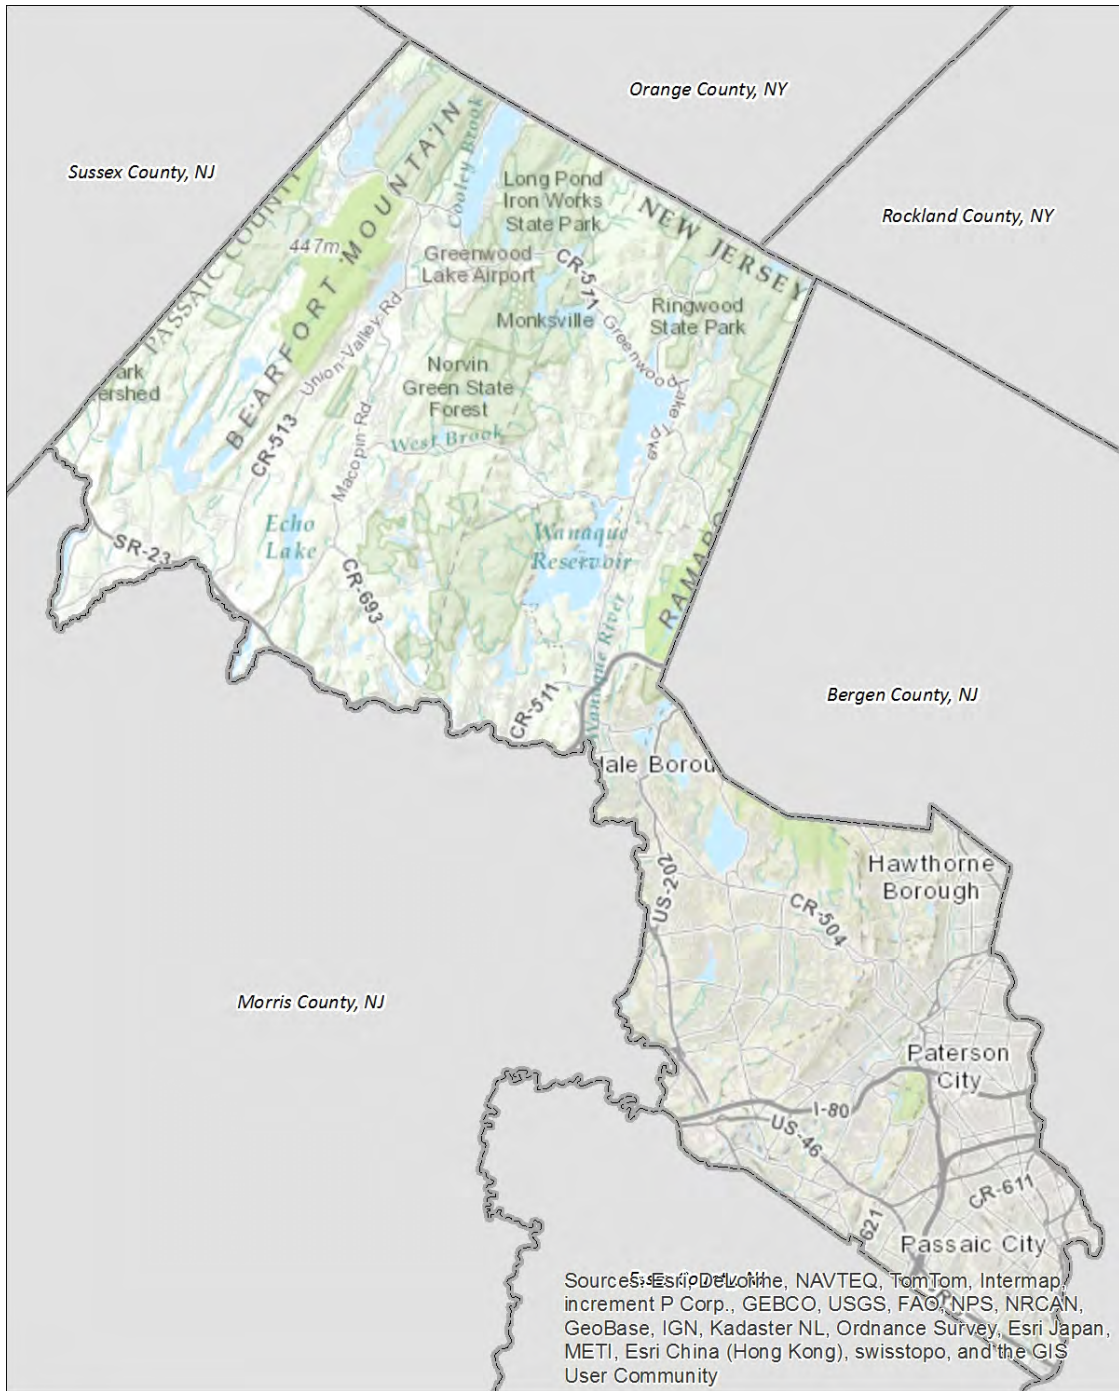 Orange County, NY
Sussex County, NJ
Rockland County, NY
PASSAIC COUNTY
447m
BEARFORT MOUNTAIN
Cooley Brook
Long Pond
Iron Works
State Park
NEW JERSEY
Greenwood
Lake Airport
CR-511
Monksville
Ringwood
State Park
Greenwood Lake Tpke
Union-Valley Rd
Norvin
Green State
Forest
ark
ershed
CR-513
Macopin-Rd
West Brook
Echo
Lake
Wanaque
Reservoir
SR-23
CR-693
RAMAPO
Wanaque River
CR-511
Bergen County, NJ
dale Borou
Hawthorne
Borough
US-202
CR-504
Morris County, NJ
Paterson
City
I-80
US-46
CR-611
621
Passaic City
Essex County, NJ
Sources: Esri, DeLorme, NAVTEQ, TomTom, Intermap,
increment P Corp., GEBCO, USGS, FAO, NPS, NRCAN,
GeoBase, IGN, Kadaster NL, Ordnance Survey, Esri Japan,
METI, Esri China (Hong Kong), swisstopo, and the GIS
User Community